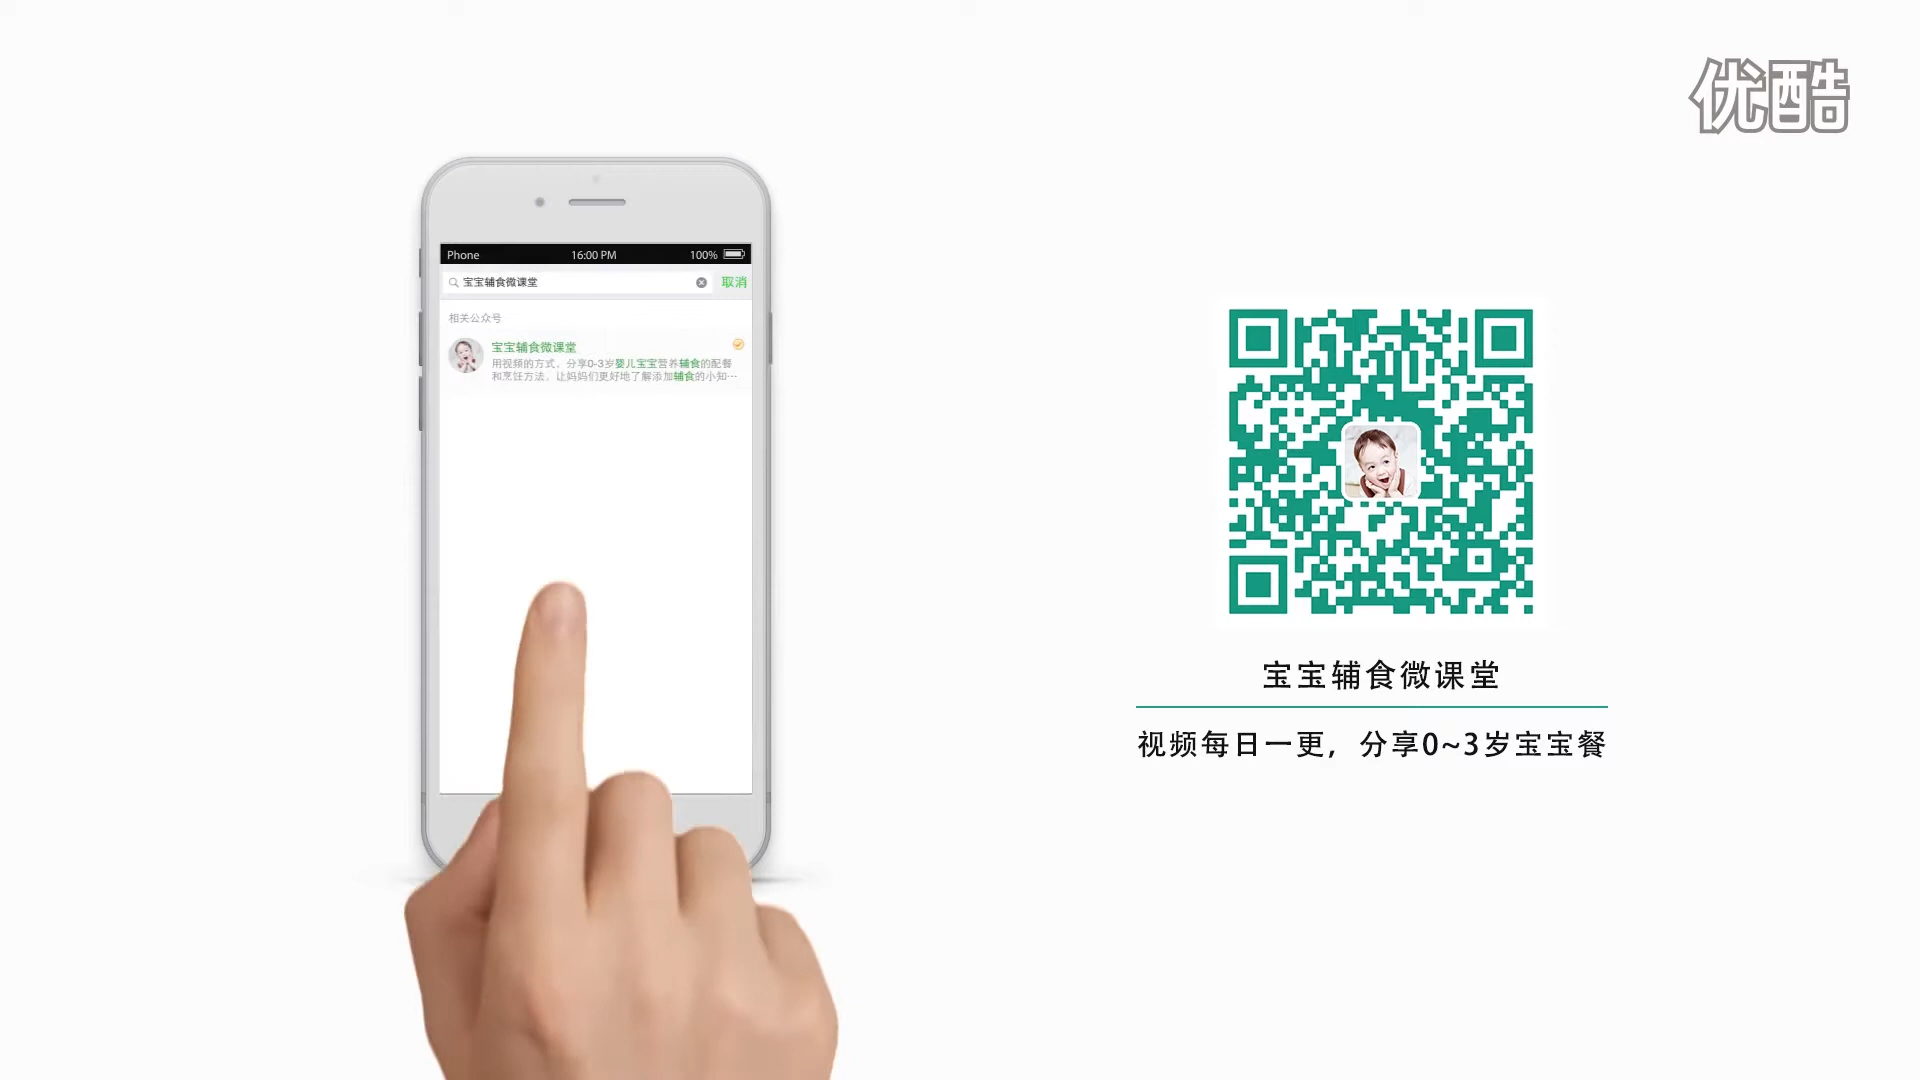 优酷
Phone 16:00 PM 100%
宝宝辅食微课堂 取消
相关公众号
宝宝辅食微课堂
用视频的方式，分享0-3岁婴儿宝宝营养辅食的配餐
和烹饪方法，让妈妈们更好地了解添加辅食的小知…
宝宝辅食微课堂
视频每日一更，分享0~3岁宝宝餐